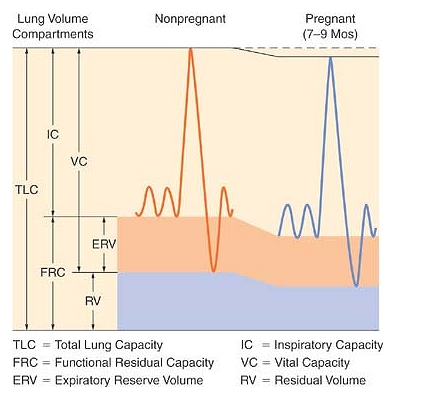 Lung Volume
Compartments
Nonpregnant
Pregnant
(7–9 Mos)
IC
VC
TLC
ERV
FRC
RV
TLC = Total Lung Capacity
FRC = Functional Residual Capacity
ERV = Expiratory Reserve Volume
IC = Inspiratory Capacity
VC = Vital Capacity
RV = Residual Volume